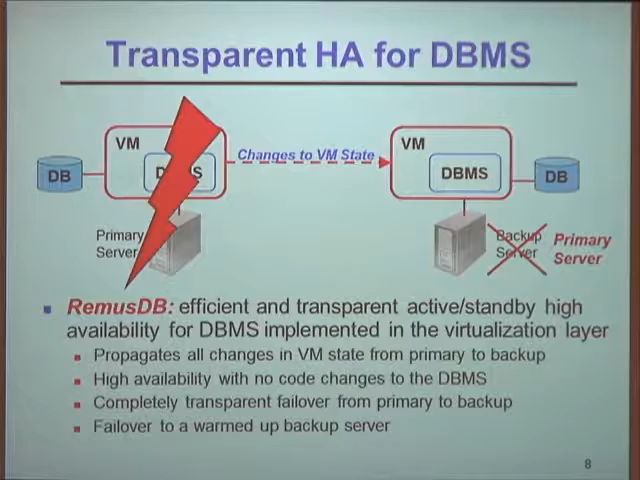 Transparent HA for DBMS
VM
DB
Changes to VM State
VM
DBMS
DB
Primary
Server
Backup
Server
Primary
Server
RemusDB: efficient and transparent active/standby high
availability for DBMS implemented in the virtualization layer
Propagates all changes in VM state from primary to backup
High availability with no code changes to the DBMS
Completely transparent failover from primary to backup
Failover to a warmed up backup server
8